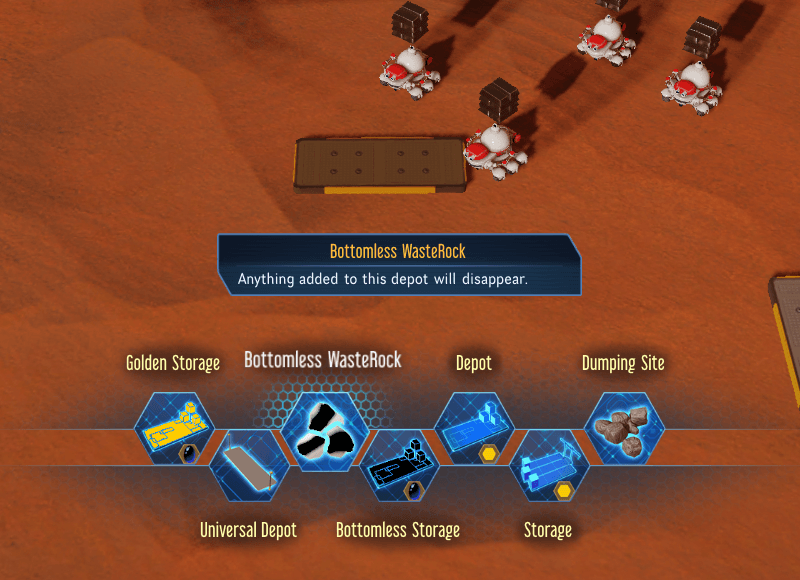 Bottomless WasteRock
Anything added to this depot will disappear.
Golden Storage
Bottomless WasteRock
Depot
Dumping Site
Universal Depot
Bottomless Storage
Storage